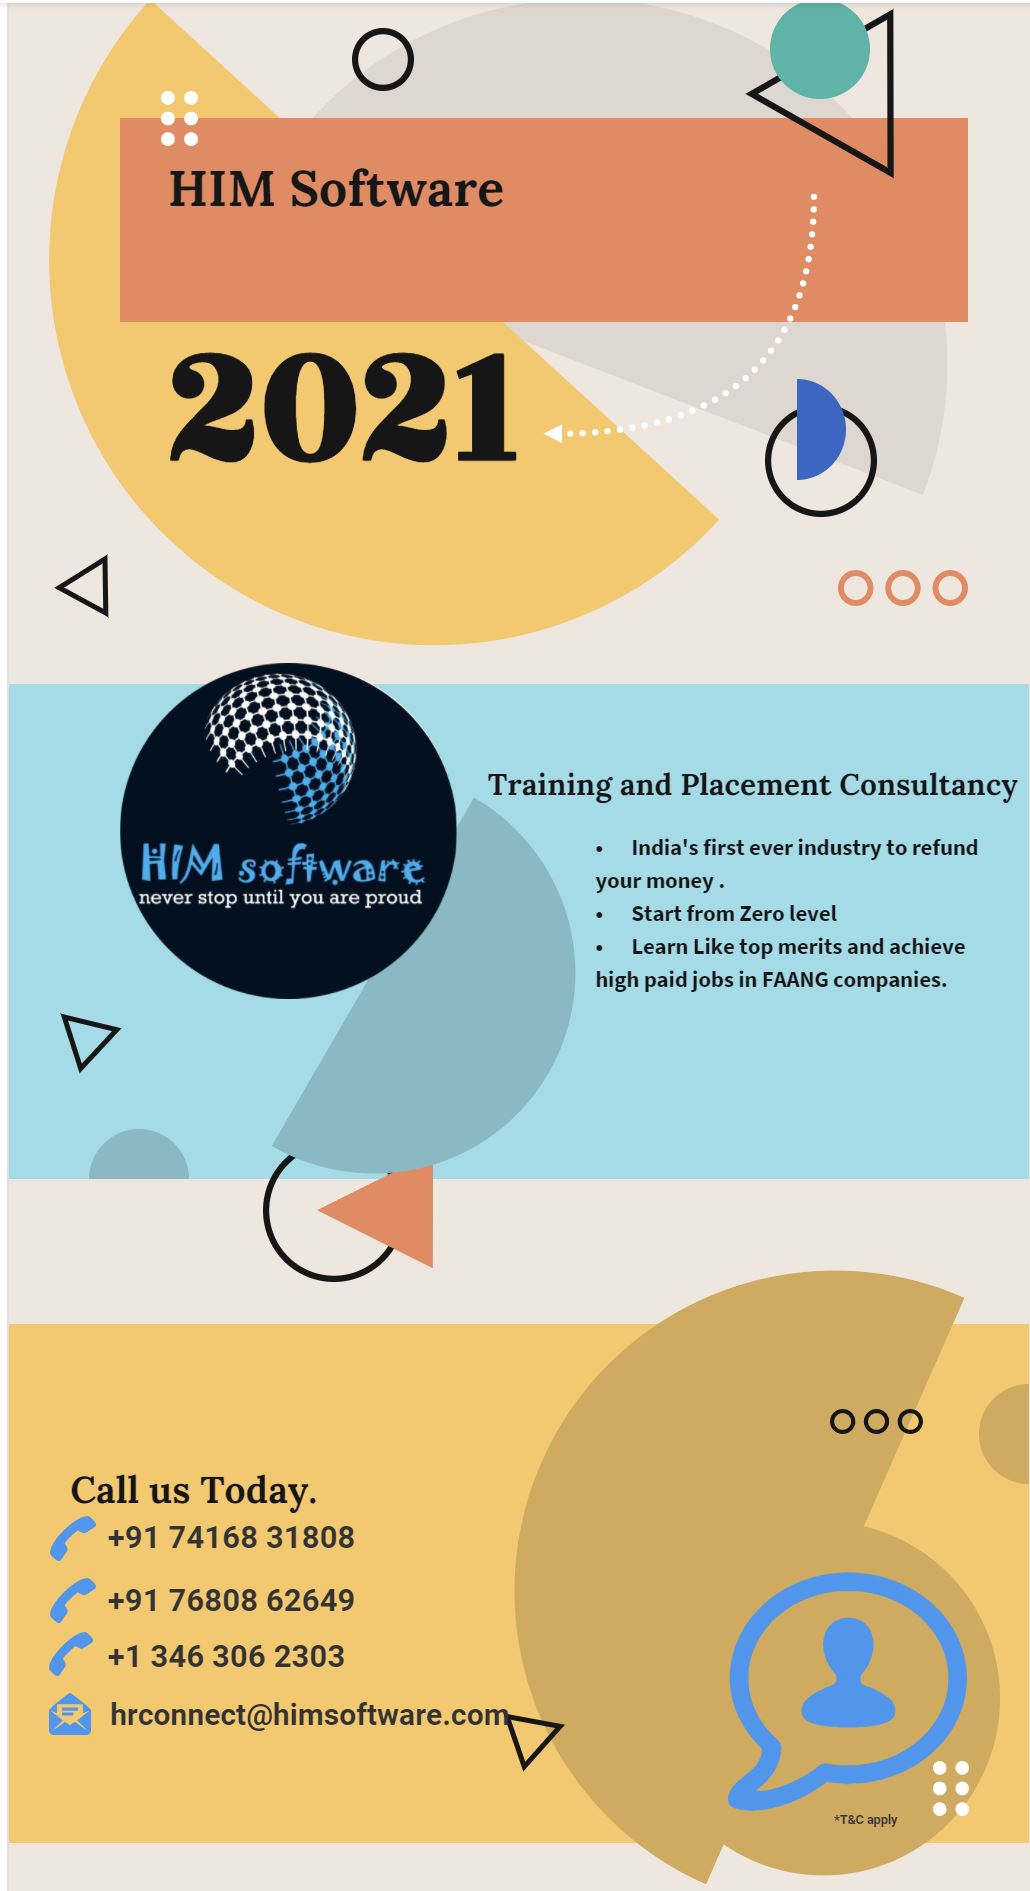 HIM Software
2021
HIM software
never stop until you are proud
Training and Placement Consultancy
• India's first ever industry to refund
your money .
• Start from Zero level
• Learn Like top merits and achieve
high paid jobs in FAANG companies.
Call us Today.
+91 74168 31808
+91 76808 62649
+1 346 306 2303
hrconnect@himsoftware.com
*T&C apply